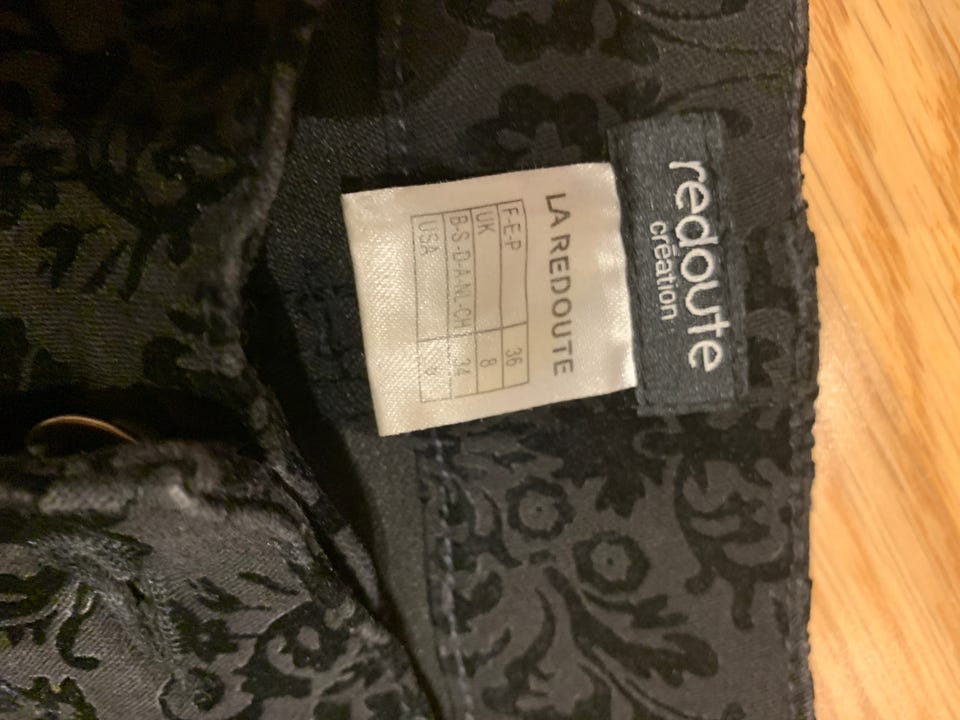 redoute
création
LA REDOUTE
F-E-P 36
UK 8
B-S-D-A-NL-CH 34
USA